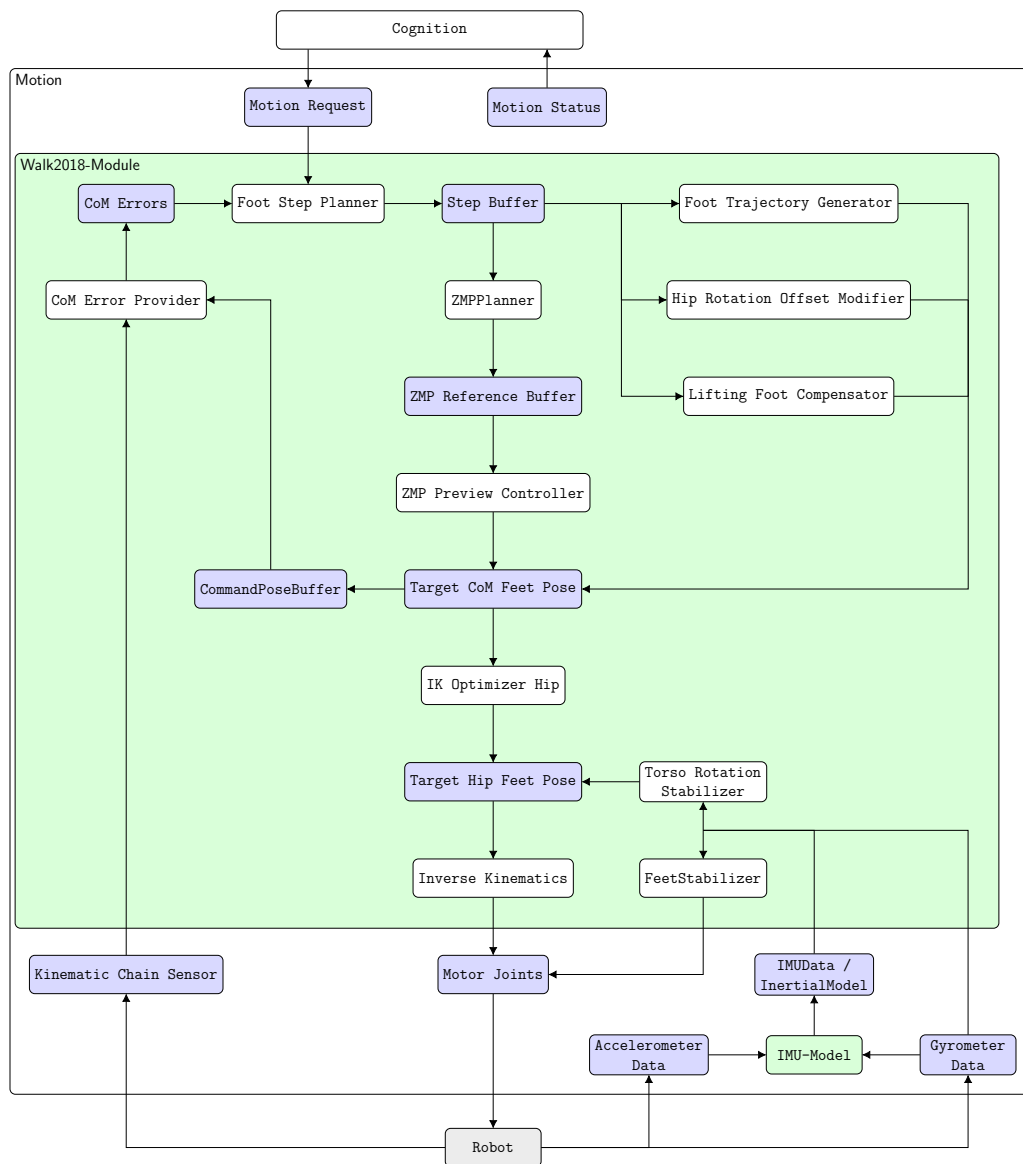 Cognition
Motion
Motion Request
Motion Status
Walk2018-Module
CoM Errors
Foot Step Planner
Step Buffer
Foot Trajectory Generator
CoM Error Provider
ZMPPlanner
Hip Rotation Offset Modifier
ZMP Reference Buffer
Lifting Foot Compensator
ZMP Preview Controller
CommandPoseBuffer
Target CoM Feet Pose
IK Optimizer Hip
Target Hip Feet Pose
Torso Rotation
Stabilizer
Inverse Kinematics
FeetStabilizer
Kinematic Chain Sensor
Motor Joints
IMUData /
InertialModel
Accelerometer
Data
IMU-Model
Gyrometer
Data
Robot